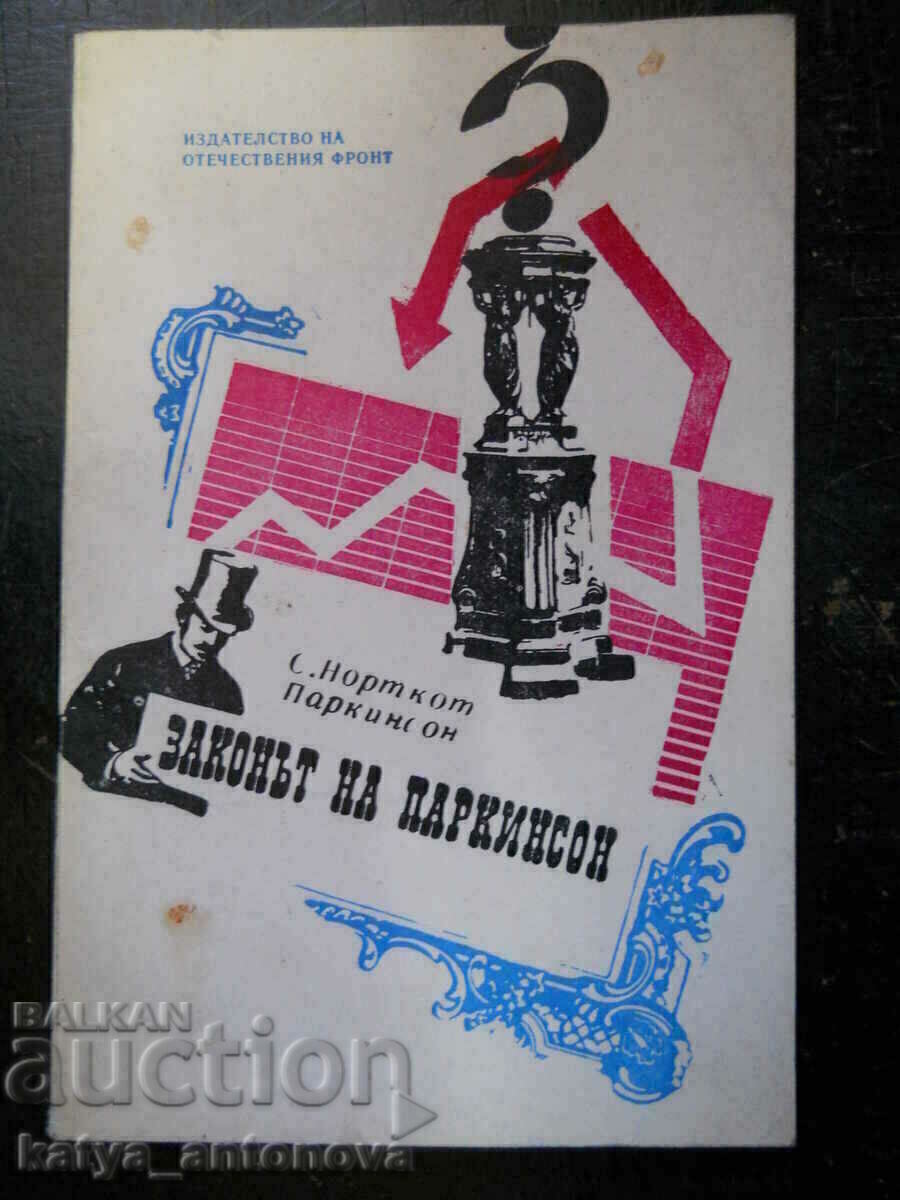 ИЗДАТЕЛСТВО НА
ОТЕЧЕСТВЕНИЯ ФРОНТ
?
С. Норткот
Паркинсон
ЗАКОНЪТ НА ПАРКИНСОН
BALKAN
auction
katya_antonova